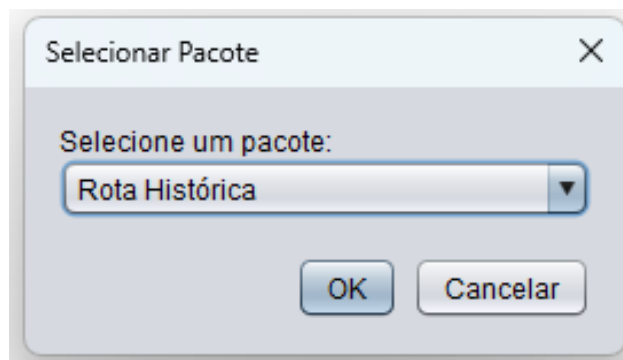 Selecionar Pacote
Selecione um pacote:
Rota Histórica
OK Cancelar